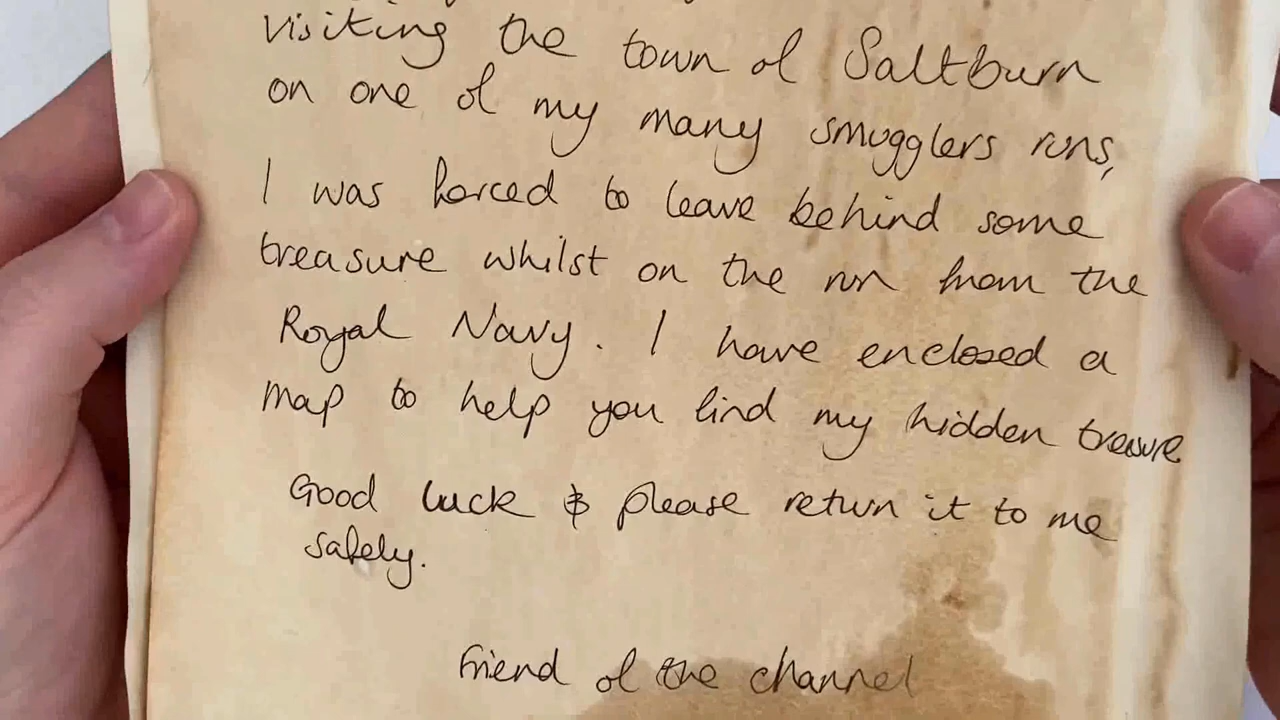 visiting the town of Saltburn
on one of my many smugglers runs,
I was forced to leave behind some
treasure whilst on the run from the
Royal Navy. I have enclosed a
map to help you find my hidden treasure
Good luck & please return it to me
safely.
Friend of the channel